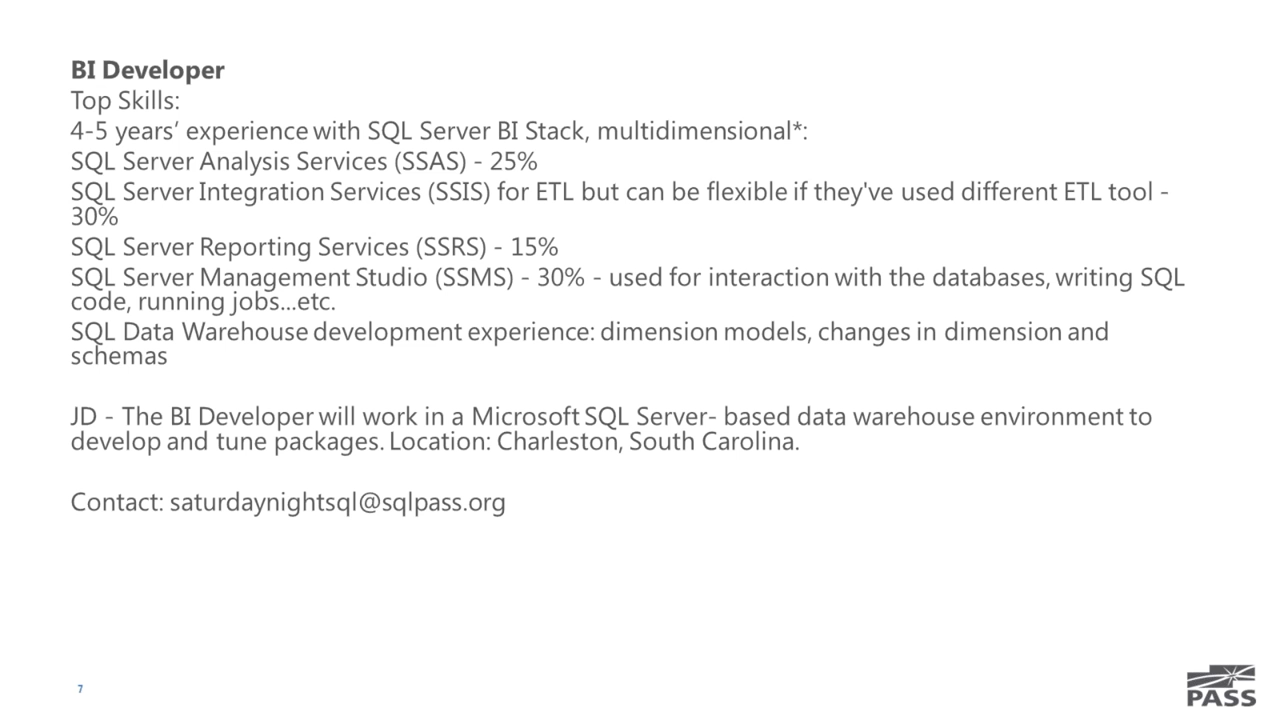 BI Developer
Top Skills:
4-5 years’ experience with SQL Server BI Stack, multidimensional*:
SQL Server Analysis Services (SSAS) - 25%
SQL Server Integration Services (SSIS) for ETL but can be flexible if they've used different ETL tool -
30%
SQL Server Reporting Services (SSRS) - 15%
SQL Server Management Studio (SSMS) - 30% - used for interaction with the databases, writing SQL
code, running jobs...etc.
SQL Data Warehouse development experience: dimension models, changes in dimension and
schemas
JD - The BI Developer will work in a Microsoft SQL Server- based data warehouse environment to
develop and tune packages. Location: Charleston, South Carolina.
Contact: saturdaynightsql@sqlpass.org
7
PASS